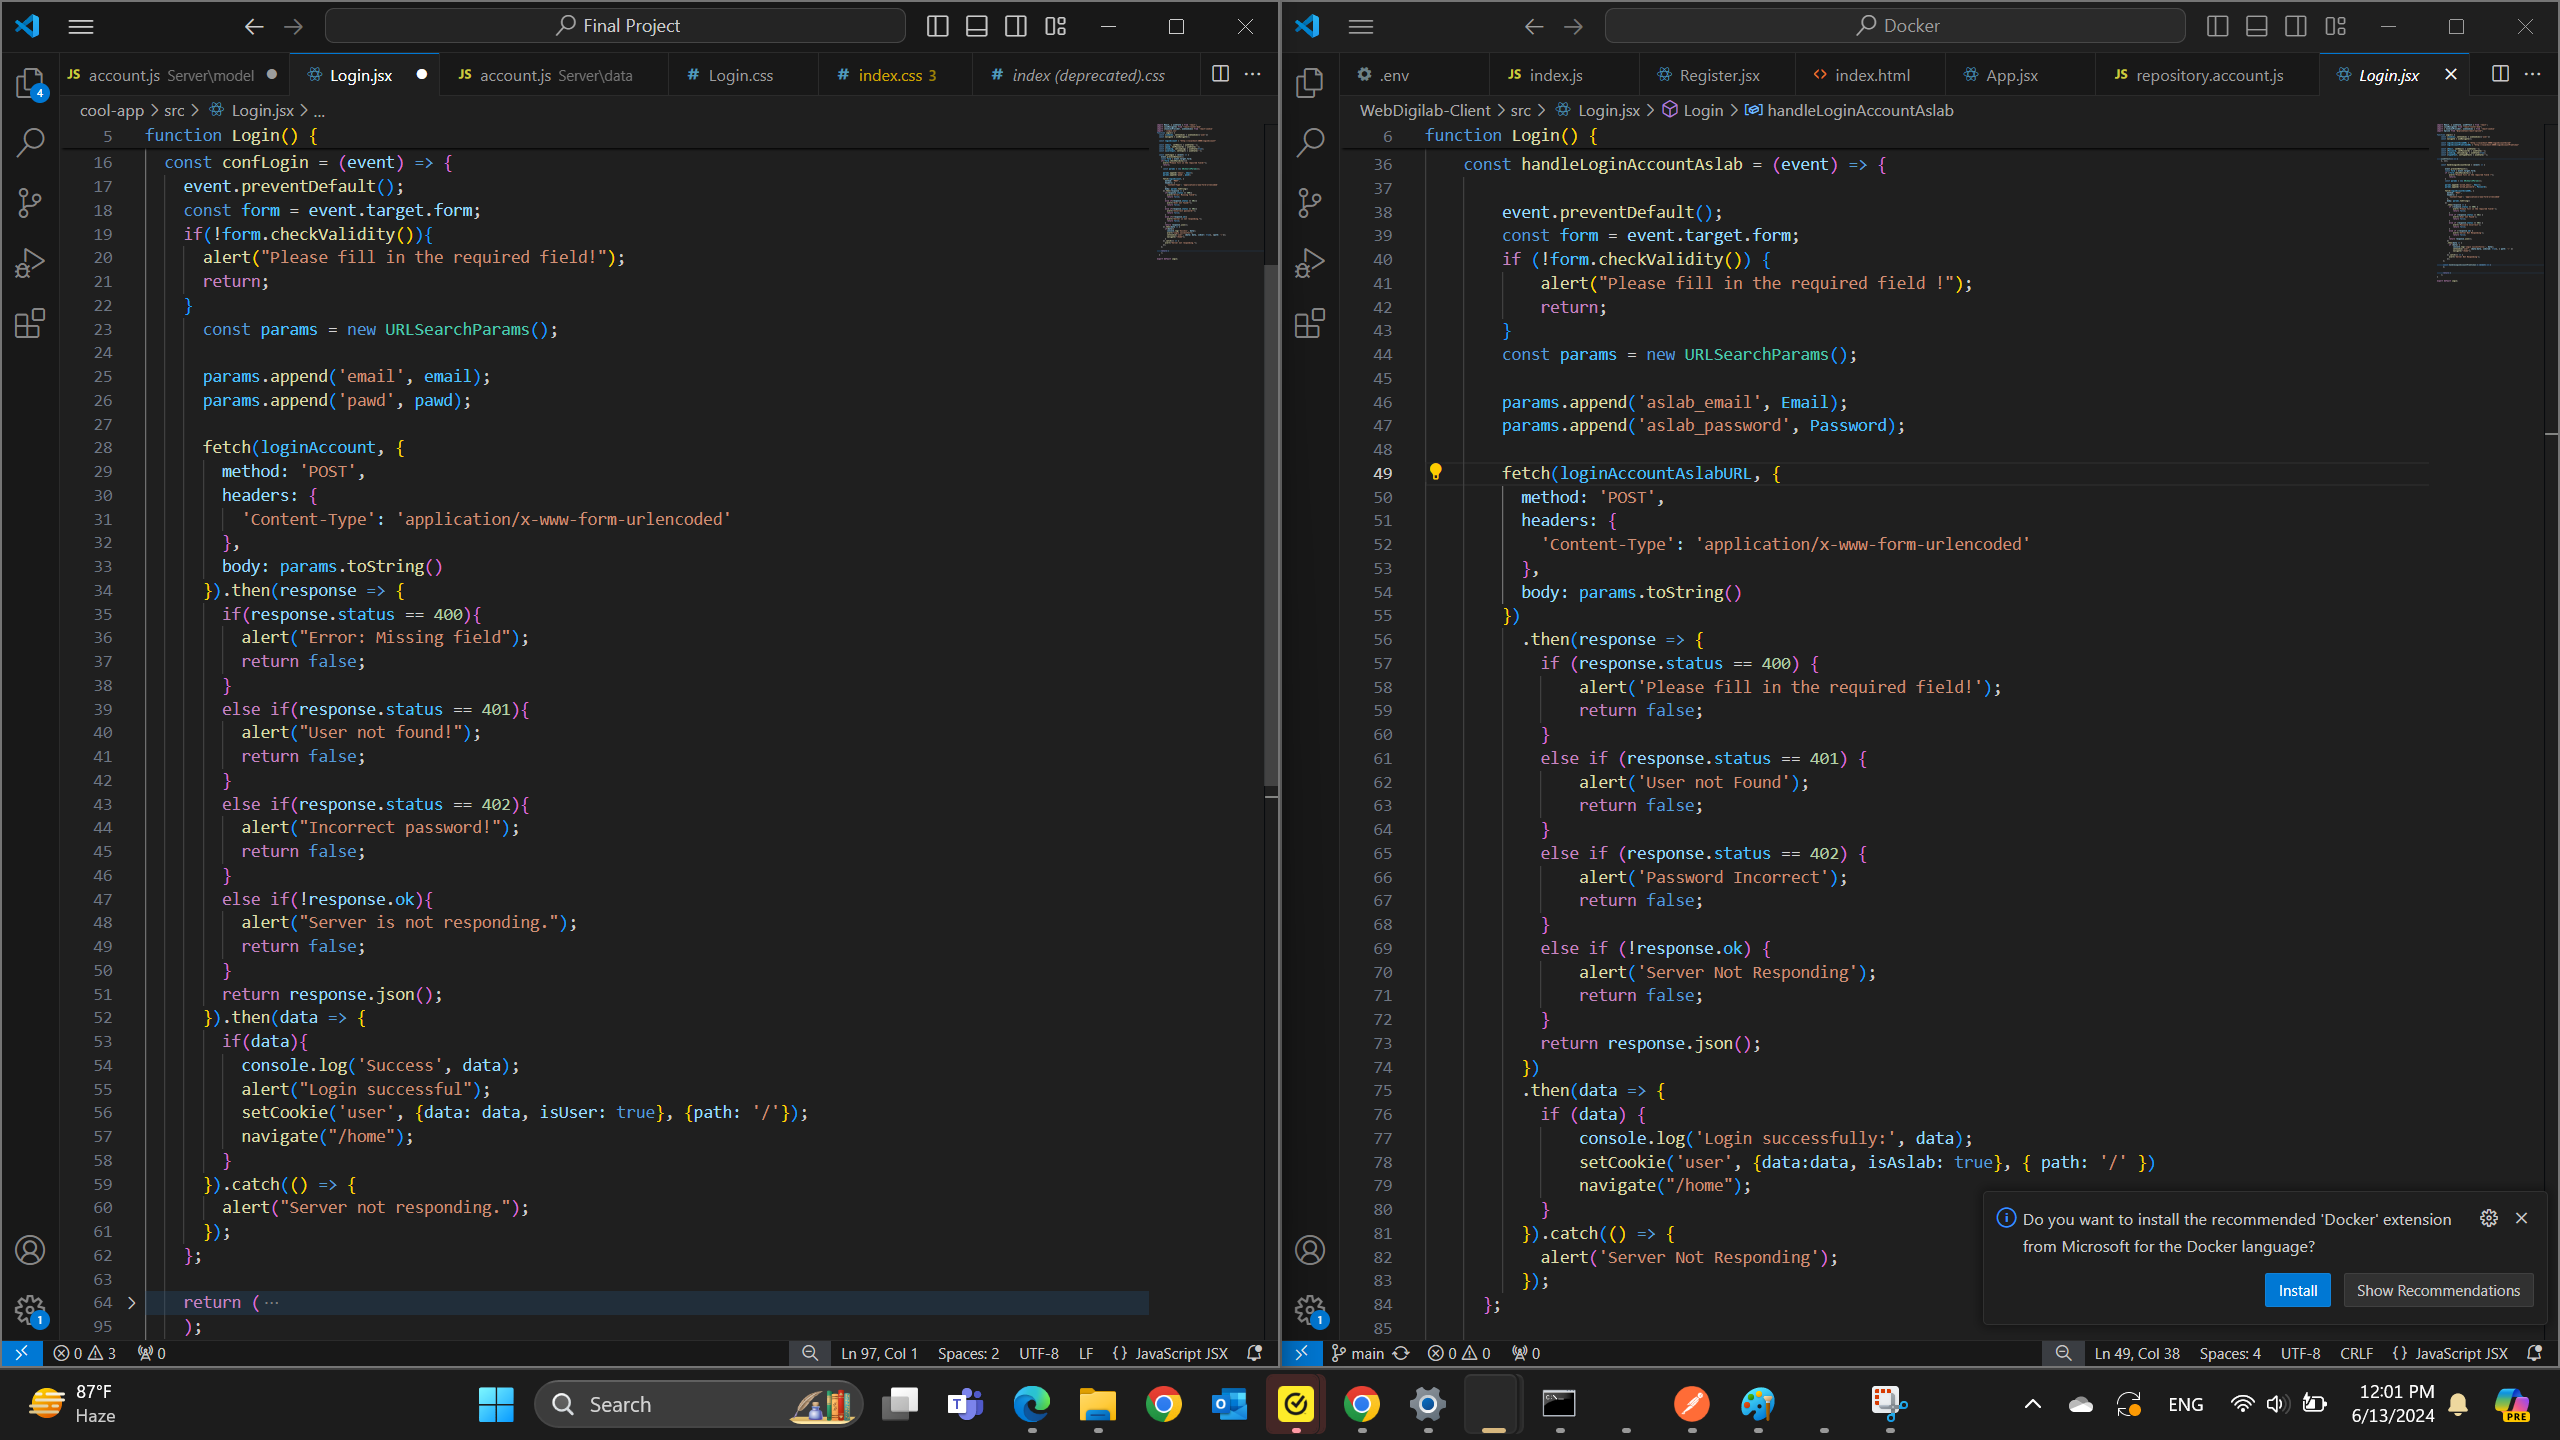 Final Project
JS account.js Server\model
Login.jsx
JS account.js Server\data
# Login.css
# index.css 3
# index (deprecated).css
cool-app > src > Login.jsx > ...
5 function Login() {
16 const confLogin = (event) => {
17 event.preventDefault();
18 const form = event.target.form;
19 if(!form.checkValidity()){
20 alert("Please fill in the required field!");
21 return;
22 }
23 const params = new URLSearchParams();
24
25 params.append('email', email);
26 params.append('pawd', pawd);
27
28 fetch(loginAccount, {
29 method: 'POST',
30 headers: {
31 'Content-Type': 'application/x-www-form-urlencoded'
32 },
33 body: params.toString()
34 }).then(response => {
35 if(response.status == 400){
36 alert("Error: Missing field");
37 return false;
38 }
39 else if(response.status == 401){
40 alert("User not found!");
41 return false;
42 }
43 else if(response.status == 402){
44 alert("Incorrect password!");
45 return false;
46 }
47 else if(!response.ok){
48 alert("Server is not responding.");
49 return false;
50 }
51 return response.json();
52 }).then(data => {
53 if(data){
54 console.log('Success', data);
55 alert("Login successful");
56 setCookie('user', {data: data, isUser: true}, {path: '/'});
57 navigate("/home");
58 }
59 }).catch(() => {
60 alert("Server not responding.");
61 });
62 };
63
64 return (···
95 );
4
1
0 3 0
Ln 97, Col 1 Spaces: 2 UTF-8 LF {} JavaScript JSX
Docker
.env
JS index.js
Register.jsx
<> index.html
App.jsx
JS repository.account.js
Login.jsx
WebDigilab-Client > src > Login.jsx > Login > handleLoginAccountAslab
6 function Login() {
36 const handleLoginAccountAslab = (event) => {
37
38 event.preventDefault();
39 const form = event.target.form;
40 if (!form.checkValidity()) {
41 alert("Please fill in the required field !");
42 return;
43 }
44 const params = new URLSearchParams();
45
46 params.append('aslab_email', Email);
47 params.append('aslab_password', Password);
48
49 fetch(loginAccountAslabURL, {
50 method: 'POST',
51 headers: {
52 'Content-Type': 'application/x-www-form-urlencoded'
53 },
54 body: params.toString()
55 })
56 .then(response => {
57 if (response.status == 400) {
58 alert('Please fill in the required field!');
59 return false;
60 }
61 else if (response.status == 401) {
62 alert('User not Found');
63 return false;
64 }
65 else if (response.status == 402) {
66 alert('Password Incorrect');
67 return false;
68 }
69 else if (!response.ok) {
70 alert('Server Not Responding');
71 return false;
72 }
73 return response.json();
74 })
75 .then(data => {
76 if (data) {
77 console.log('Login successfully:', data);
78 setCookie('user', {data:data, isAslab: true}, { path: '/' })
79 navigate("/home");
80 }
81 }).catch(() => {
82 alert('Server Not Responding');
83 });
84 };
85
Do you want to install the recommended 'Docker' extension
from Microsoft for the Docker language?
Install
Show Recommendations
1
main 0 0 0
Ln 49, Col 38 Spaces: 4 UTF-8 CRLF {} JavaScript JSX
87°F
Haze
Search
PRE
ENG
12:01 PM
6/13/2024